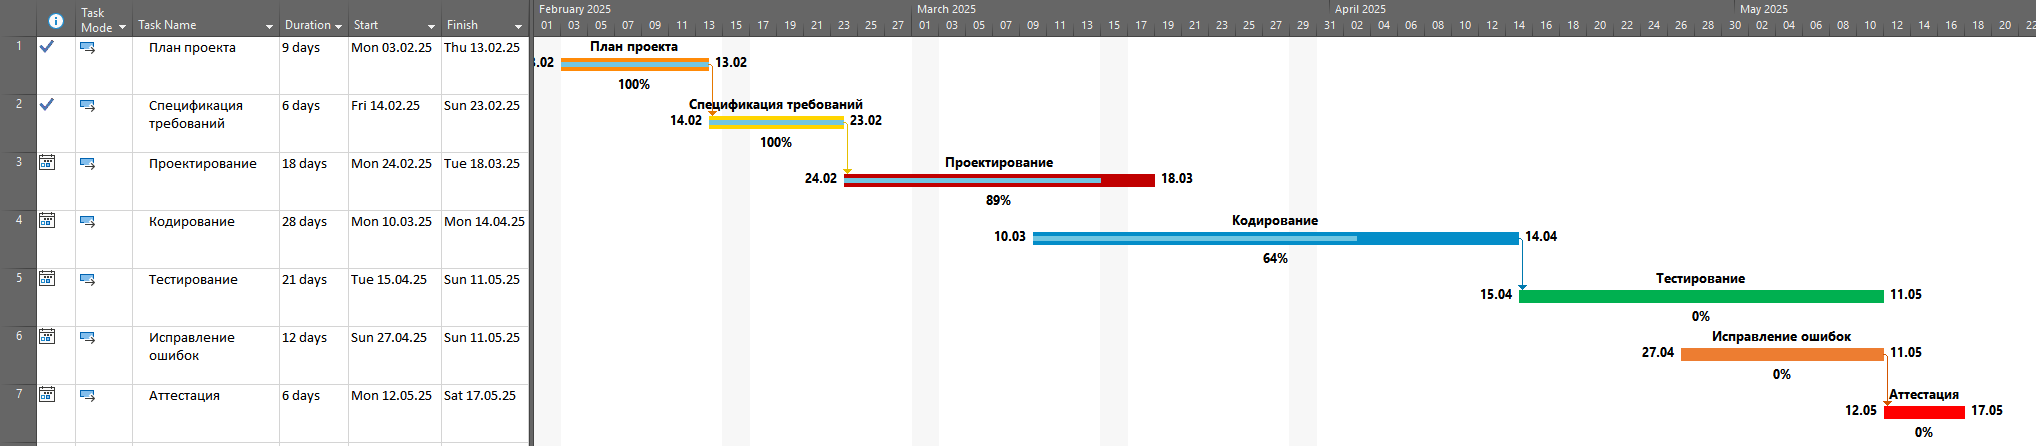 Task Mode Task Name Duration Start Finish
February 2025 March 2025 April 2025 May 2025
01 03 05 07 09 11 13 15 17 19 21 23 25 27 01 03 05 07 09 11 13 15 17 19 21 23 25 27 29 31 02 04 06 08 10 12 14 16 18 20 22 24 26 28 30 02 04 06 08 10 12 14 16 18 20 22
1 План проекта 9 days Mon 03.02.25 Thu 13.02.25
План проекта
3.02 13.02
100%
2 Спецификация требований 6 days Fri 14.02.25 Sun 23.02.25
Спецификация требований
14.02 23.02
100%
3 Проектирование 18 days Mon 24.02.25 Tue 18.03.25
Проектирование
24.02 18.03
89%
4 Кодирование 28 days Mon 10.03.25 Mon 14.04.25
Кодирование
10.03 14.04
64%
5 Тестирование 21 days Tue 15.04.25 Sun 11.05.25
Тестирование
15.04 11.05
0%
6 Исправление ошибок 12 days Sun 27.04.25 Sun 11.05.25
Исправление ошибок
27.04 11.05
0%
7 Аттестация 6 days Mon 12.05.25 Sat 17.05.25
Аттестация
12.05 17.05
0%